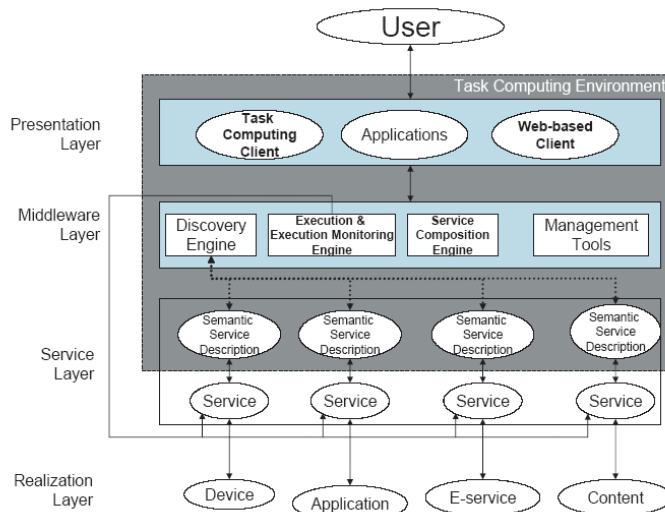 User
Task Computing Environment
Presentation
Layer
Task
Computing
Client
Applications
Web-based
Client
Middleware
Layer
Discovery
Engine
Execution &
Execution Monitoring
Engine
Service
Composition
Engine
Management
Tools
Service
Layer
Semantic
Service
Description
Semantic
Service
Description
Semantic
Service
Description
Semantic
Service
Description
Service
Service
Service
Service
Realization
Layer
Device
Application
E-service
Content